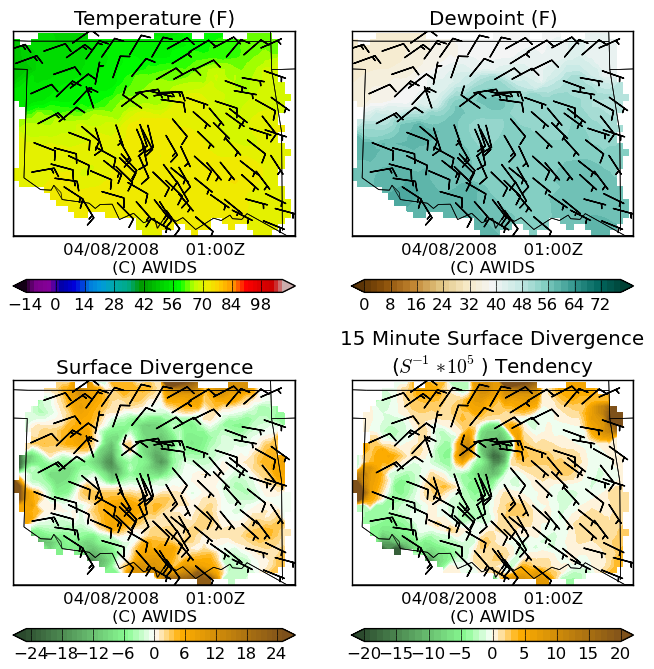 Temperature (F)
Dewpoint (F)
04/08/2008 01:00Z
(C) AWIDS
04/08/2008 01:00Z
(C) AWIDS
−14 0 14 28 42 56 70 84 98
0 8 16 24 32 40 48 56 64 72
Surface Divergence
15 Minute Surface Divergence
(S⁻¹ *10⁵ ) Tendency
04/08/2008 01:00Z
(C) AWIDS
04/08/2008 01:00Z
(C) AWIDS
−24−18−12 −6 0 6 12 18 24
−20−15−10 −5 0 5 10 15 20